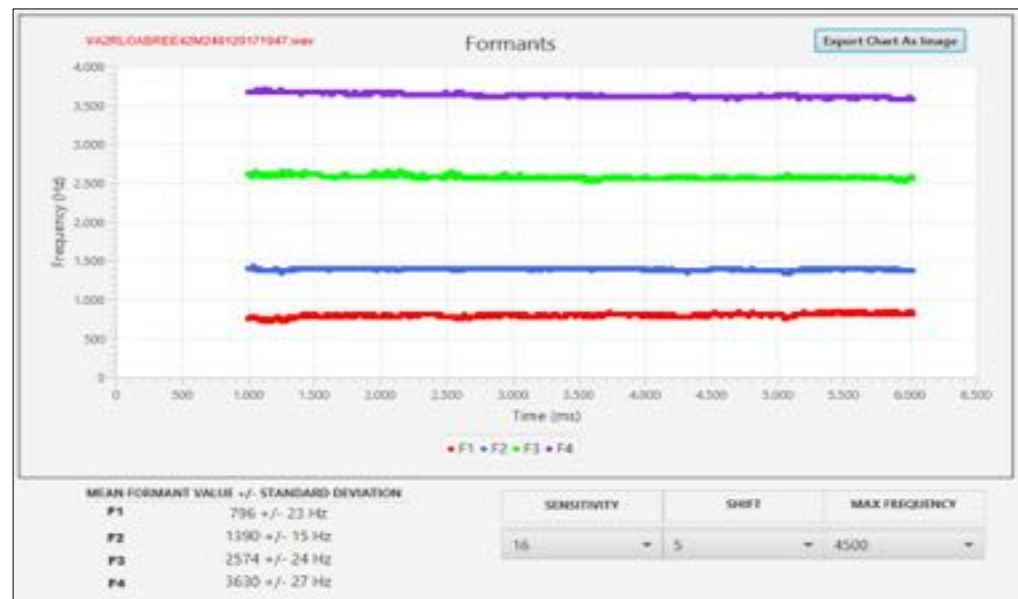 Formants
Export Chart As Image
4.000
3.500
3.000
2.500
2.000
1.500
1.000
500
0
Frequency (Hz)
0 500 1.000 1.500 2.000 2.500 3.000 3.500 4.000 4.500 5.000 5.500 6.000 6.500
Time (ms)
F1 F2 F3 F4
MEAN FORMANT VALUE +/- STANDARD DEVIATION
F1 796 +/- 23 Hz
F2 1390 +/- 15 Hz
F3 2574 +/- 24 Hz
F4 3630 +/- 27 Hz
SENSITIVITY SHIFT MAX FREQUENCY
16 5 4500